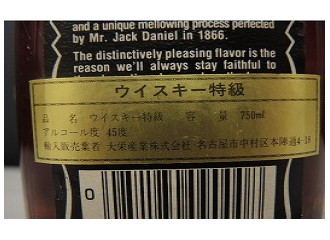 and a unique mellowing process perfected
by Mr. Jack Daniel in 1866.
The distinctively pleasing flavor is the
reason we'll always stay faithful to
ウイスキー特級
品 名 ウイスキー特級 容 量 750ml
アルコール度 45度
輸入販売業者 大栄産業株式会社 名古屋市中村区本陣通4-18
0